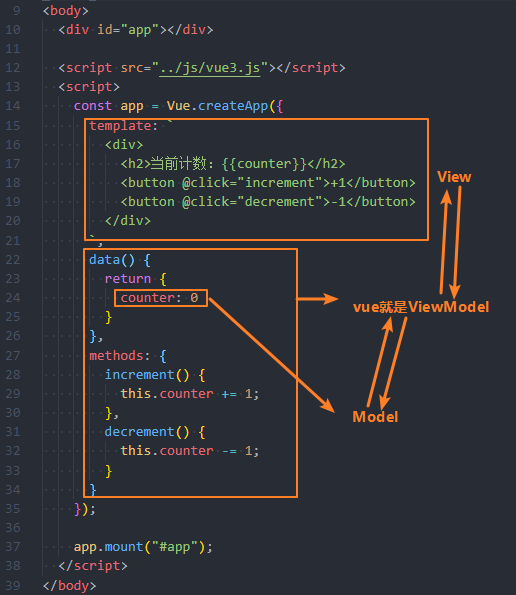 9 <body>
10 <div id="app"></div>
11
12 <script src="../js/vue3.js"></script>
13 <script>
14 const app = Vue.createApp({
15 template: `
16 <div>
17 <h2>当前计数: {{counter}}</h2>
18 <button @click="increment">+1</button>
19 <button @click="decrement">-1</button>
20 </div>
21 `,
22 data() {
23 return {
24 counter: 0
25 }
26 },
27 methods: {
28 increment() {
29 this.counter += 1;
30 },
31 decrement() {
32 this.counter -= 1;
33 }
34 }
35 });
36
37 app.mount("#app");
38 </script>
39 </body>
View
vue就是ViewModel
Model